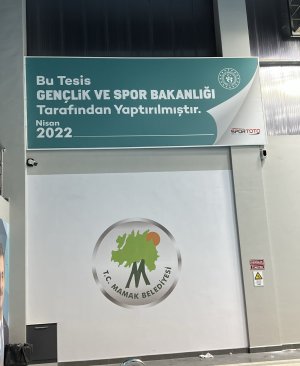 Bu Tesis
GENÇLİK VE SPOR BAKANLIĞI
Tarafından Yaptırılmıştır.
Nisan
2022
SPORTOTO
T.C. MAMAK BELEDİYESİ